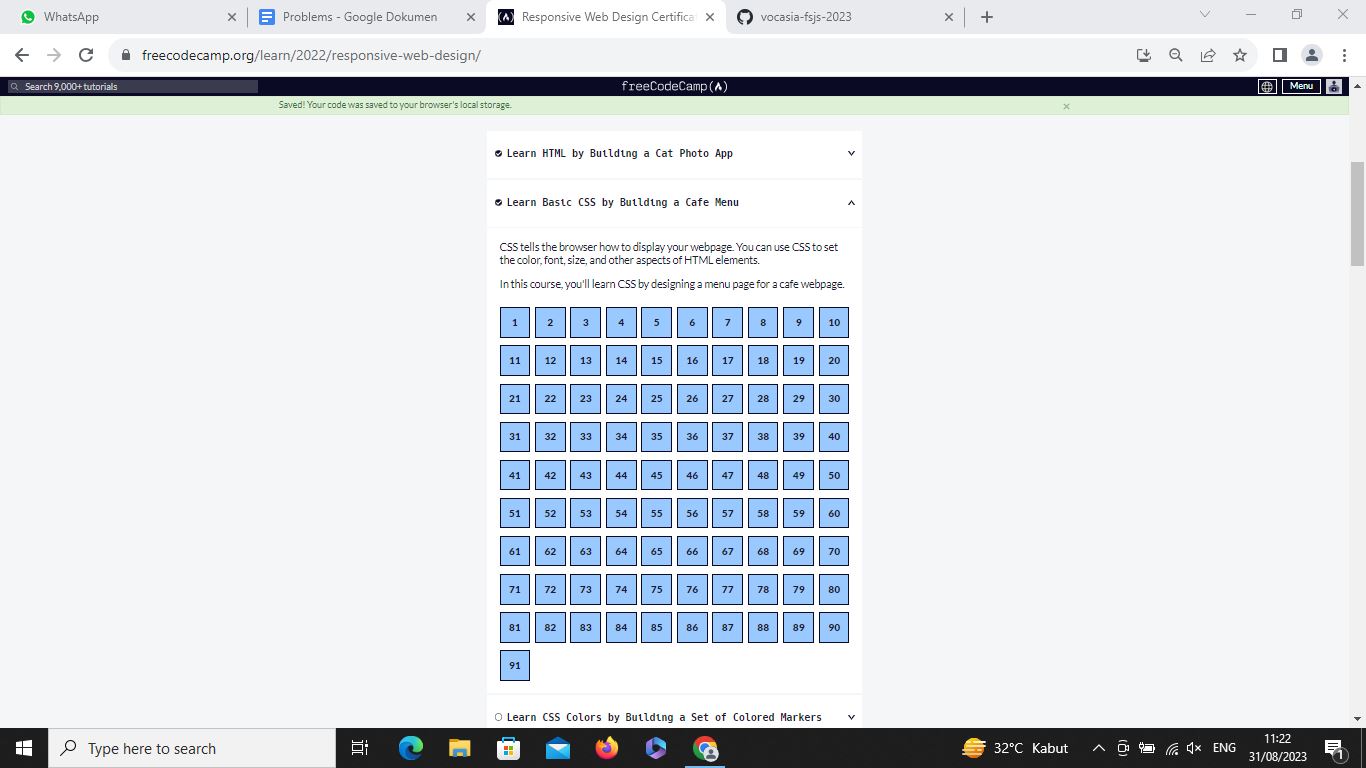 WhatsApp
Problems - Google Dokumen
Responsive Web Design Certifica
vocasia-fsjs-2023
freecodecamp.org/learn/2022/responsive-web-design/
Search 9,000+ tutorials
freeCodeCamp
Menu
Saved! Your code was saved to your browser's local storage.
Learn HTML by Building a Cat Photo App
Learn Basic CSS by Building a Cafe Menu
CSS tells the browser how to display your webpage. You can use CSS to set
the color, font, size, and other aspects of HTML elements.
In this course, you'll learn CSS by designing a menu page for a cafe webpage.
1 2 3 4 5 6 7 8 9 10
11 12 13 14 15 16 17 18 19 20
21 22 23 24 25 26 27 28 29 30
31 32 33 34 35 36 37 38 39 40
41 42 43 44 45 46 47 48 49 50
51 52 53 54 55 56 57 58 59 60
61 62 63 64 65 66 67 68 69 70
71 72 73 74 75 76 77 78 79 80
81 82 83 84 85 86 87 88 89 90
91
Learn CSS Colors by Building a Set of Colored Markers
Type here to search
32°C Kabut
ENG
11:22
31/08/2023
1